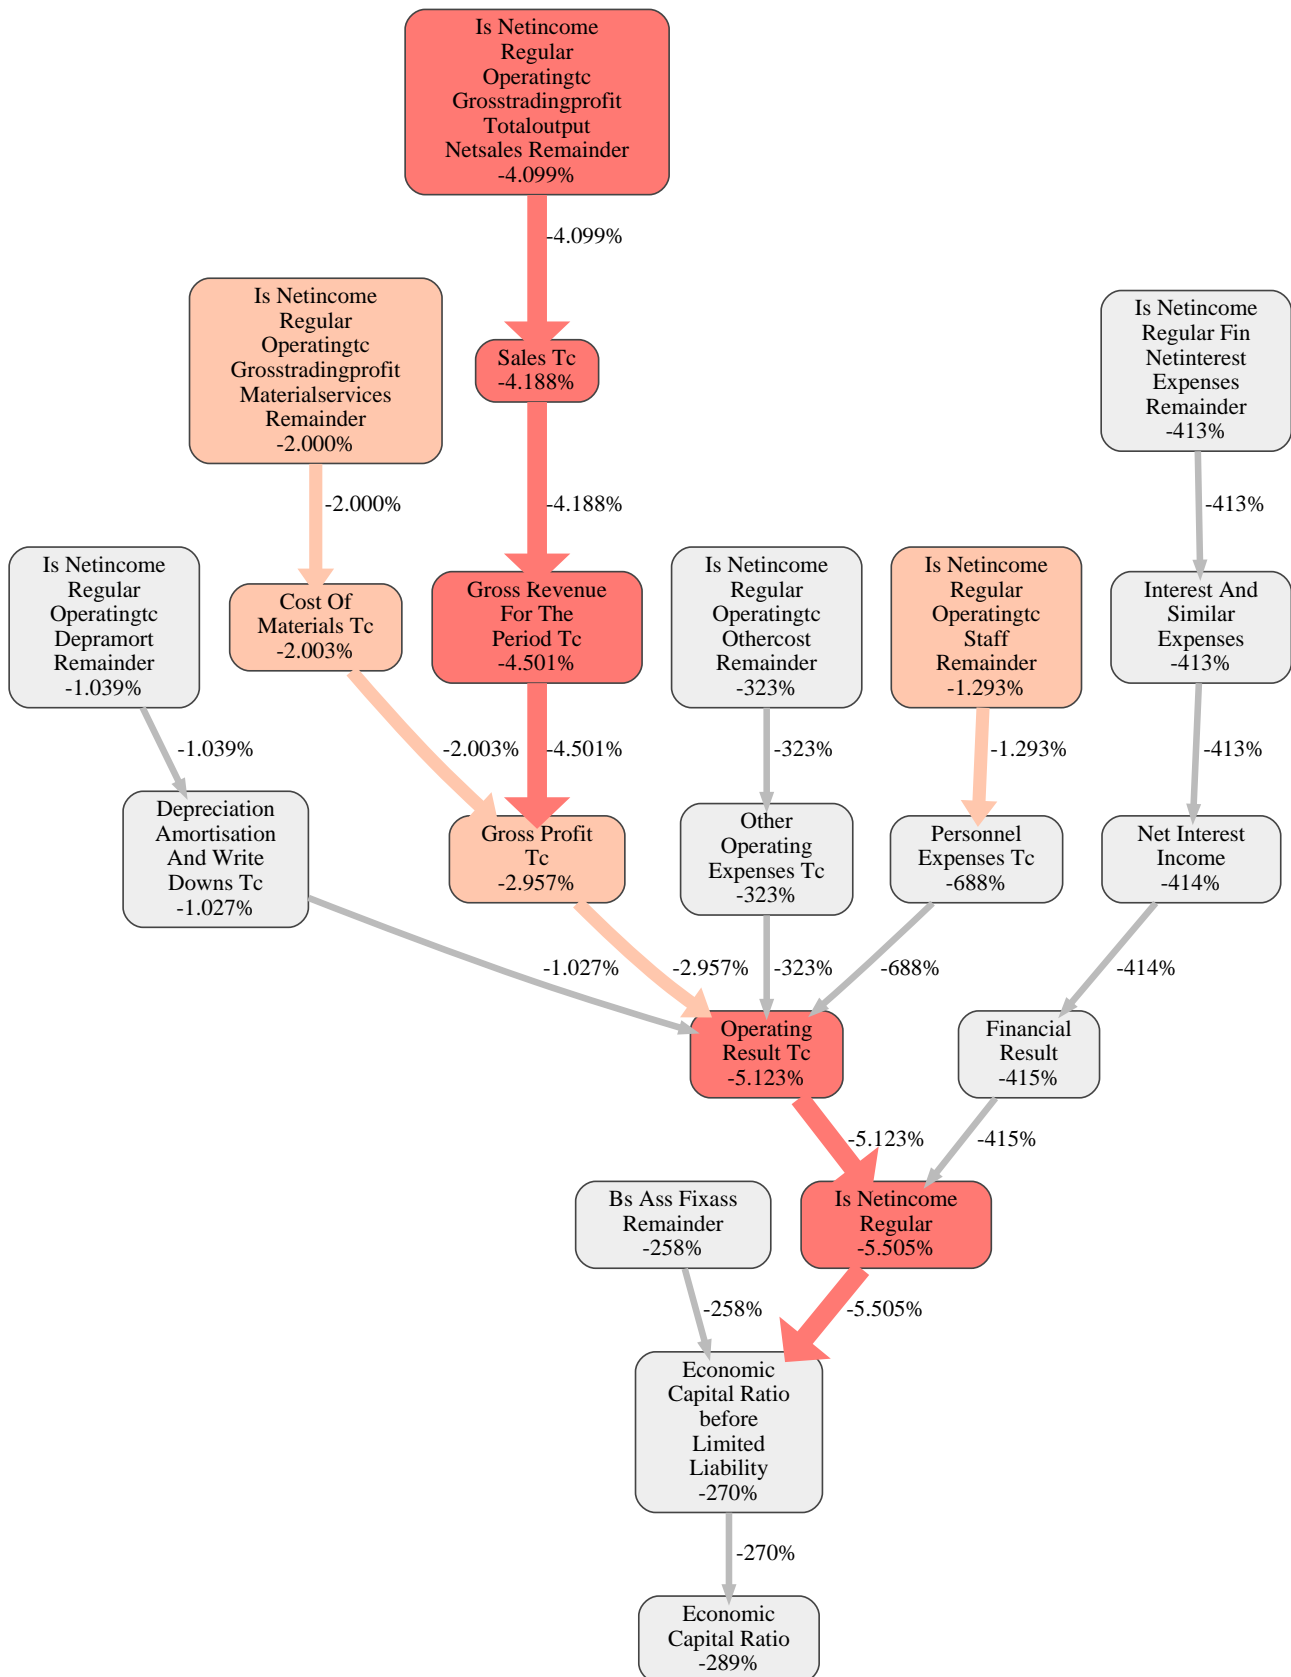 Is Netincome
Regular
Operatingtc
Grosstradingprofit
Totaloutput
Netsales Remainder
-4.099%
-4.099%
Is Netincome
Regular
Operatingtc
Grosstradingprofit
Materialservices
Remainder
-2.000%
Sales Tc
-4.188%
Is Netincome
Regular Fin
Netinterest
Expenses
Remainder
-413%
-2.000%
-4.188%
-413%
Is Netincome
Regular
Operatingtc
Depramort
Remainder
-1.039%
Cost Of
Materials Tc
-2.003%
Gross Revenue
For The
Period Tc
-4.501%
Is Netincome
Regular
Operatingtc
Othercost
Remainder
-323%
Is Netincome
Regular
Operatingtc
Staff
Remainder
-1.293%
Interest And
Similar
Expenses
-413%
-1.039%
-2.003%
-4.501%
-323%
-1.293%
-413%
Depreciation
Amortisation
And Write
Downs Tc
-1.027%
Gross Profit
Tc
-2.957%
Other
Operating
Expenses Tc
-323%
Personnel
Expenses Tc
-688%
Net Interest
Income
-414%
-1.027%
-2.957%
-323%
-688%
-414%
Operating
Result Tc
-5.123%
Financial
Result
-415%
-5.123%
-415%
Bs Ass Fixass
Remainder
-258%
Is Netincome
Regular
-5.505%
-258%
-5.505%
Economic
Capital Ratio
before
Limited
Liability
-270%
-270%
Economic
Capital Ratio
-289%